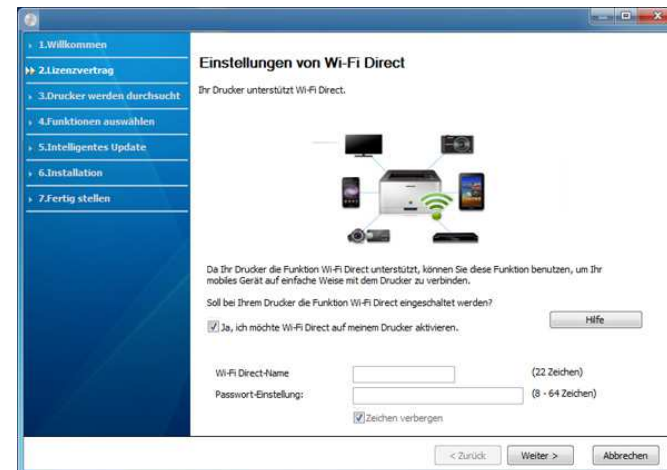 1.Willkommen
2.Lizenzvertrag
3.Drucker werden durchsucht
4.Funktionen auswählen
5.Intelligentes Update
6.Installation
7.Fertig stellen
Einstellungen von Wi-Fi Direct
Ihr Drucker unterstützt Wi-Fi Direct.
Da Ihr Drucker die Funktion Wi-Fi Direct unterstützt, können Sie diese Funktion benutzen, um Ihr
mobiles Gerät auf einfache Weise mit dem Drucker zu verbinden.
Soll bei Ihrem Drucker die Funktion Wi-Fi Direct eingeschaltet werden?
Ja, ich möchte Wi-Fi Direct auf meinem Drucker aktivieren.
Hilfe
Wi-Fi Direct-Name (22 Zeichen)
Passwort-Einstellung: (8 - 64 Zeichen)
Zeichen verbergen
< Zurück Weiter > Abbrechen